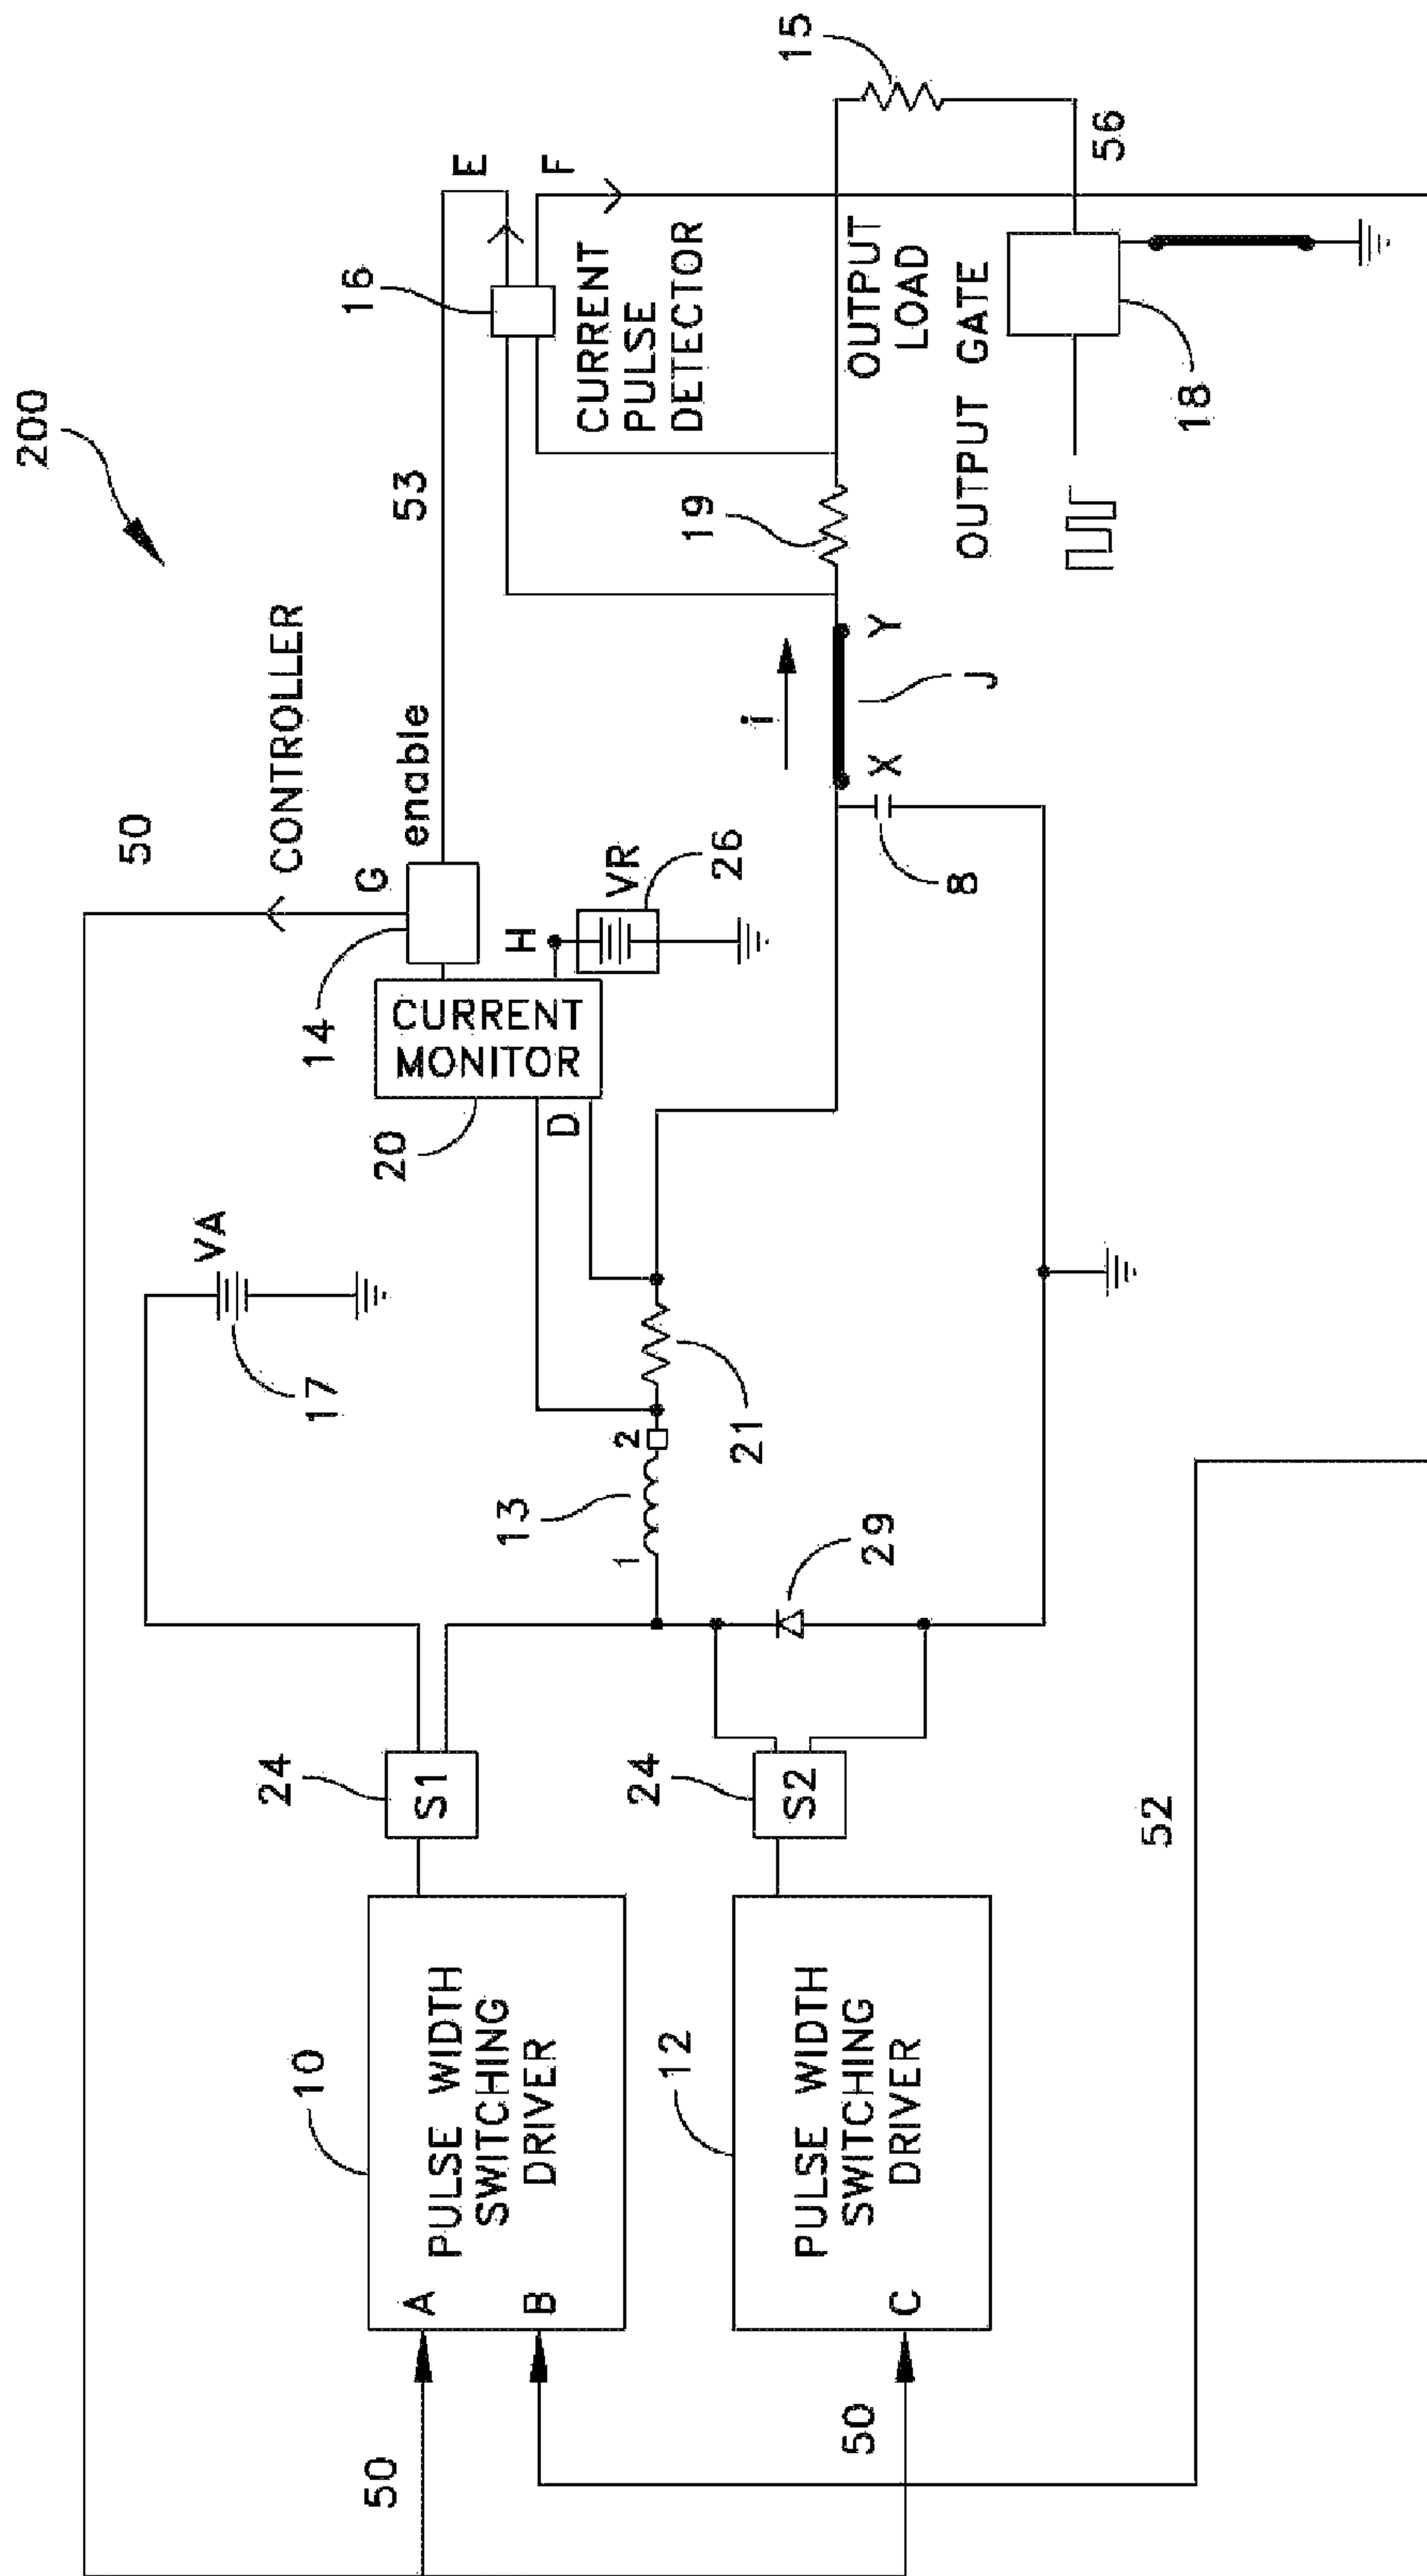 200
50
CONTROLLER
G
enable
53
E
F
16
CURRENT
PULSE
DETECTOR
15
14
H
VR
26
CURRENT
MONITOR
D
20
VA
17
19
OUTPUT
LOAD
OUTPUT GATE
56
18
i
X
Y
J
8
13
1
2
21
29
24
S1
24
S2
10
PULSE WIDTH
SWITCHING
DRIVER
A
B
12
PULSE WIDTH
SWITCHING
DRIVER
C
50
50
52